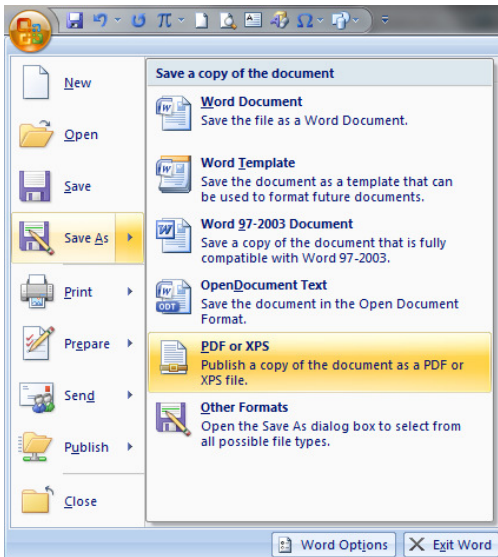 New
Open
Save
Save As
Print
Prepare
Send
Publish
Close
Save a copy of the document
Word Document
Save the file as a Word Document.
Word Template
Save the document as a template that can
be used to format future documents.
Word 97-2003 Document
Save a copy of the document that is fully
compatible with Word 97-2003.
OpenDocument Text
Save the document in the Open Document
Format.
PDF or XPS
Publish a copy of the document as a PDF or
XPS file.
Other Formats
Open the Save As dialog box to select from
all possible file types.
Word Options
Exit Word